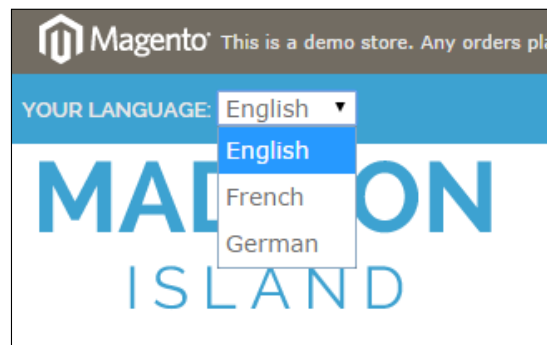 Magento® This is a demo store. Any orders pla
YOUR LANGUAGE: English
English
French
German
MAD ON
ISLAND